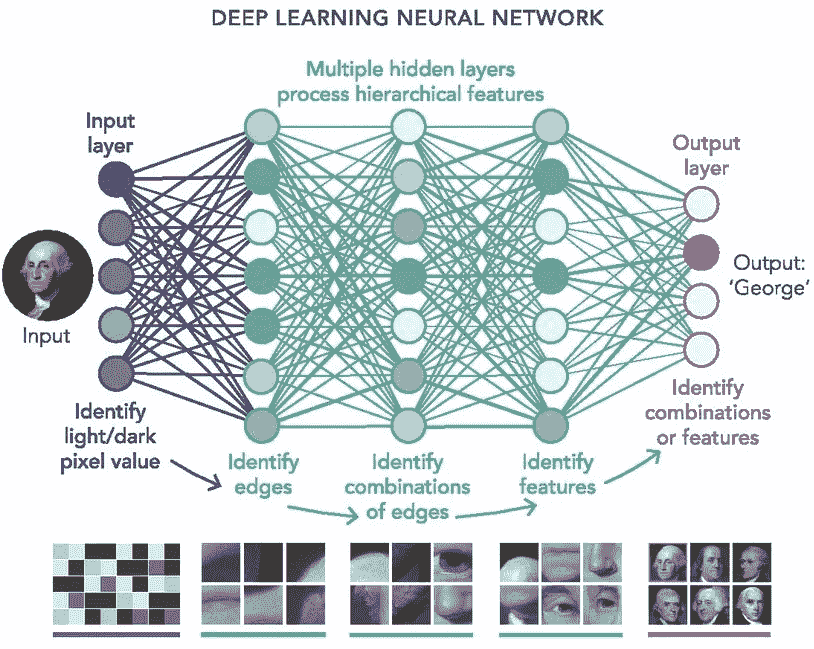 DEEP LEARNING NEURAL NETWORK
Multiple hidden layers
process hierarchical features
Input
layer
Output
layer
Input
Output:
'George'
Identify
light/dark
pixel value
Identify
edges
Identify
combinations
of edges
Identify
features
Identify
combinations
or features